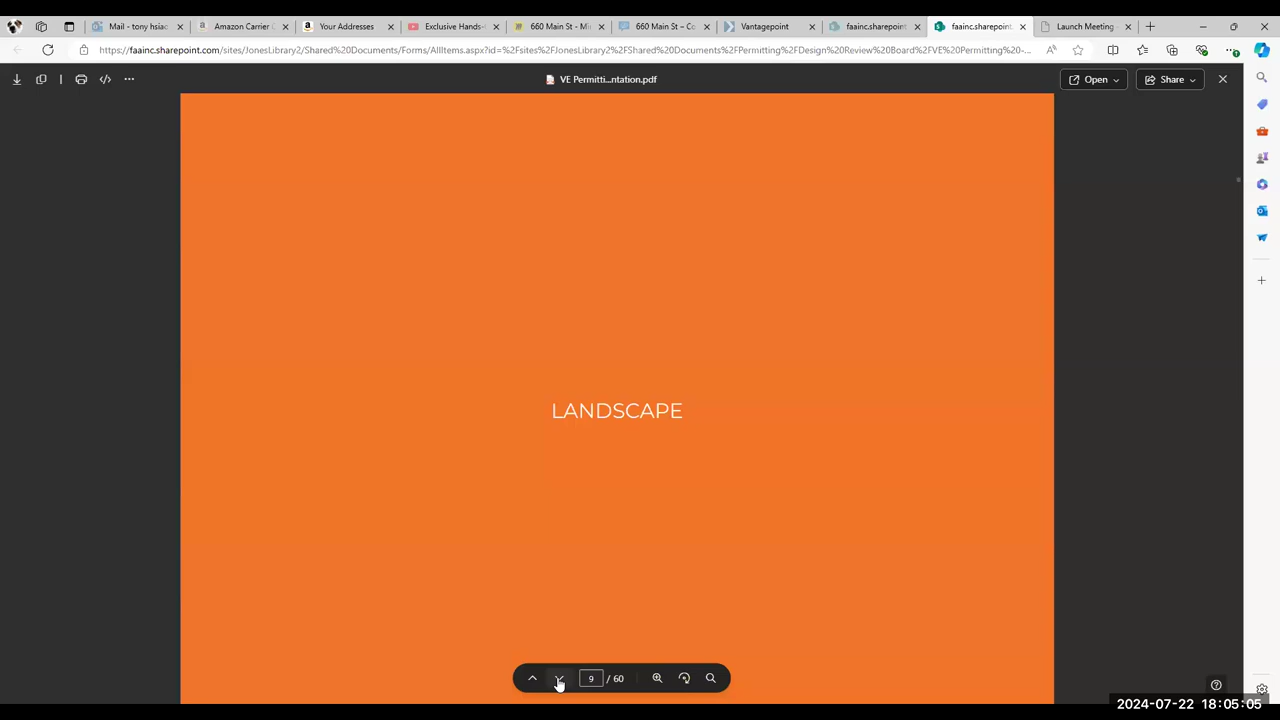 Mail - tony hsiao
Amazon Carrier C
Your Addresses
Exclusive Hands-
660 Main St - Mi
660 Main St – Co
Vantagepoint
faainc.sharepoint
faainc.sharepoint
Launch Meeting -
https://faainc.sharepoint.com/sites/JonesLibrary2/Shared%20Documents/Forms/AllItems.aspx?id=%2Fsites%2FJonesLibrary2%2FShared%20Documents%2FPermitting%2FDesign%20Review%20Board%2FVE%20Permitting%20-...
VE Permitti...ntation.pdf
Open
Share
LANDSCAPE
9 / 60
2024-07-22 18:05:05